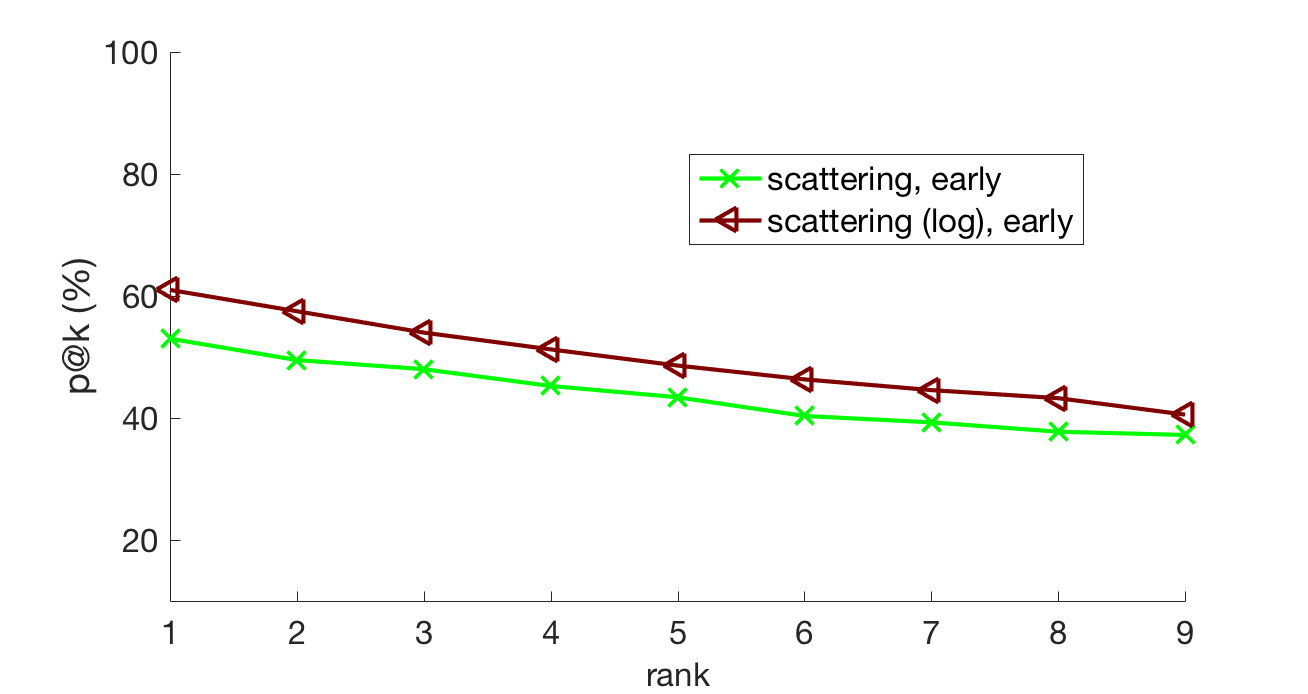 100
80
60
40
20
p@k (%)
scattering, early
scattering (log), early
1 2 3 4 5 6 7 8 9
rank